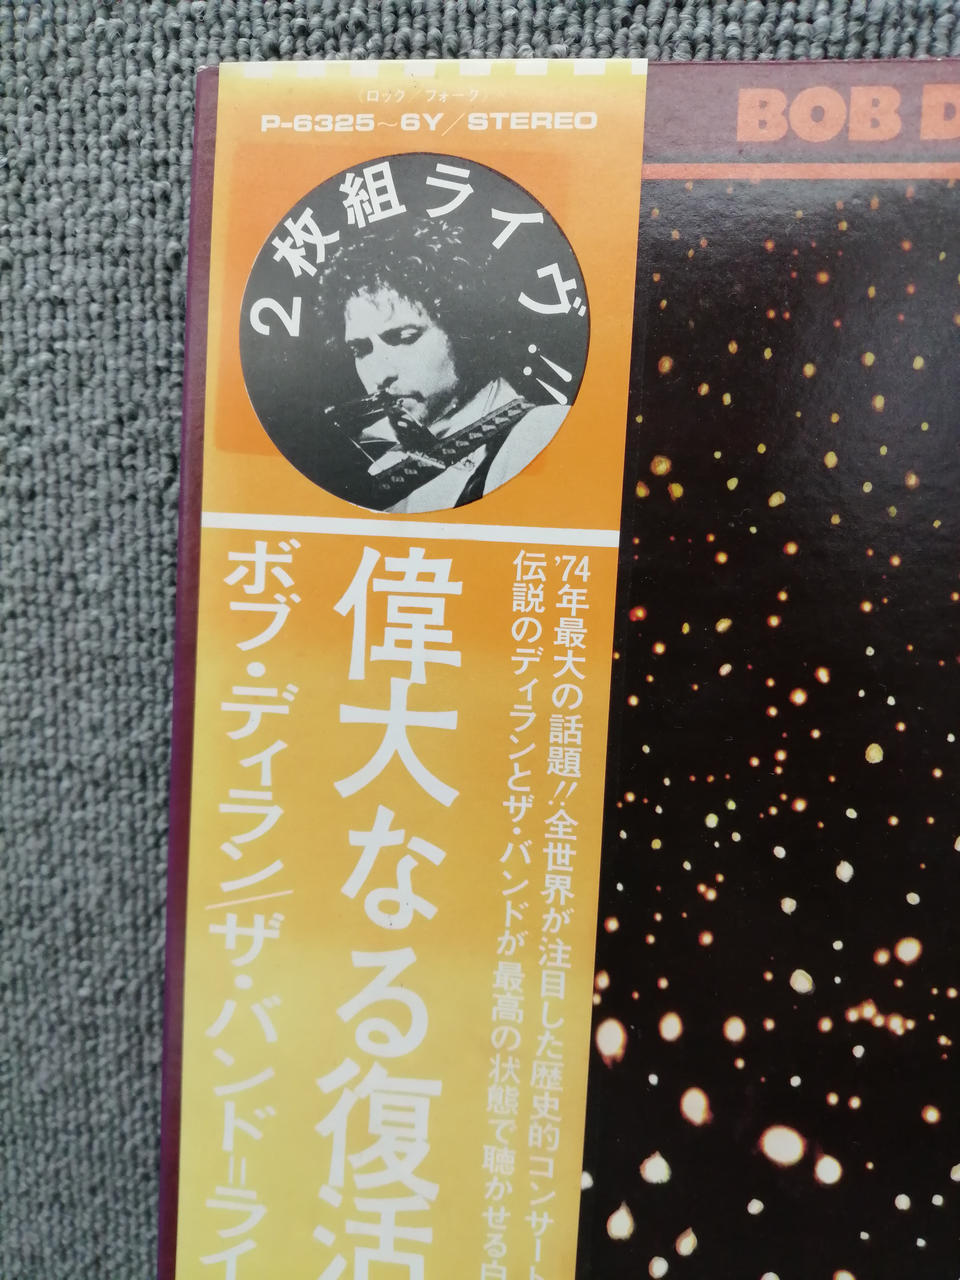 (ロック/フォーク)
P-6325~6Y/STEREO
BOB D
2枚組ライヴ!!
'74年最大の話題!!全世界が注目した歴史的コンサート
伝説のディランとザ・バンドが最高の状態で聴かせる白
偉大なる復活
ボブ・ディラン/ザ・バンド=ライ